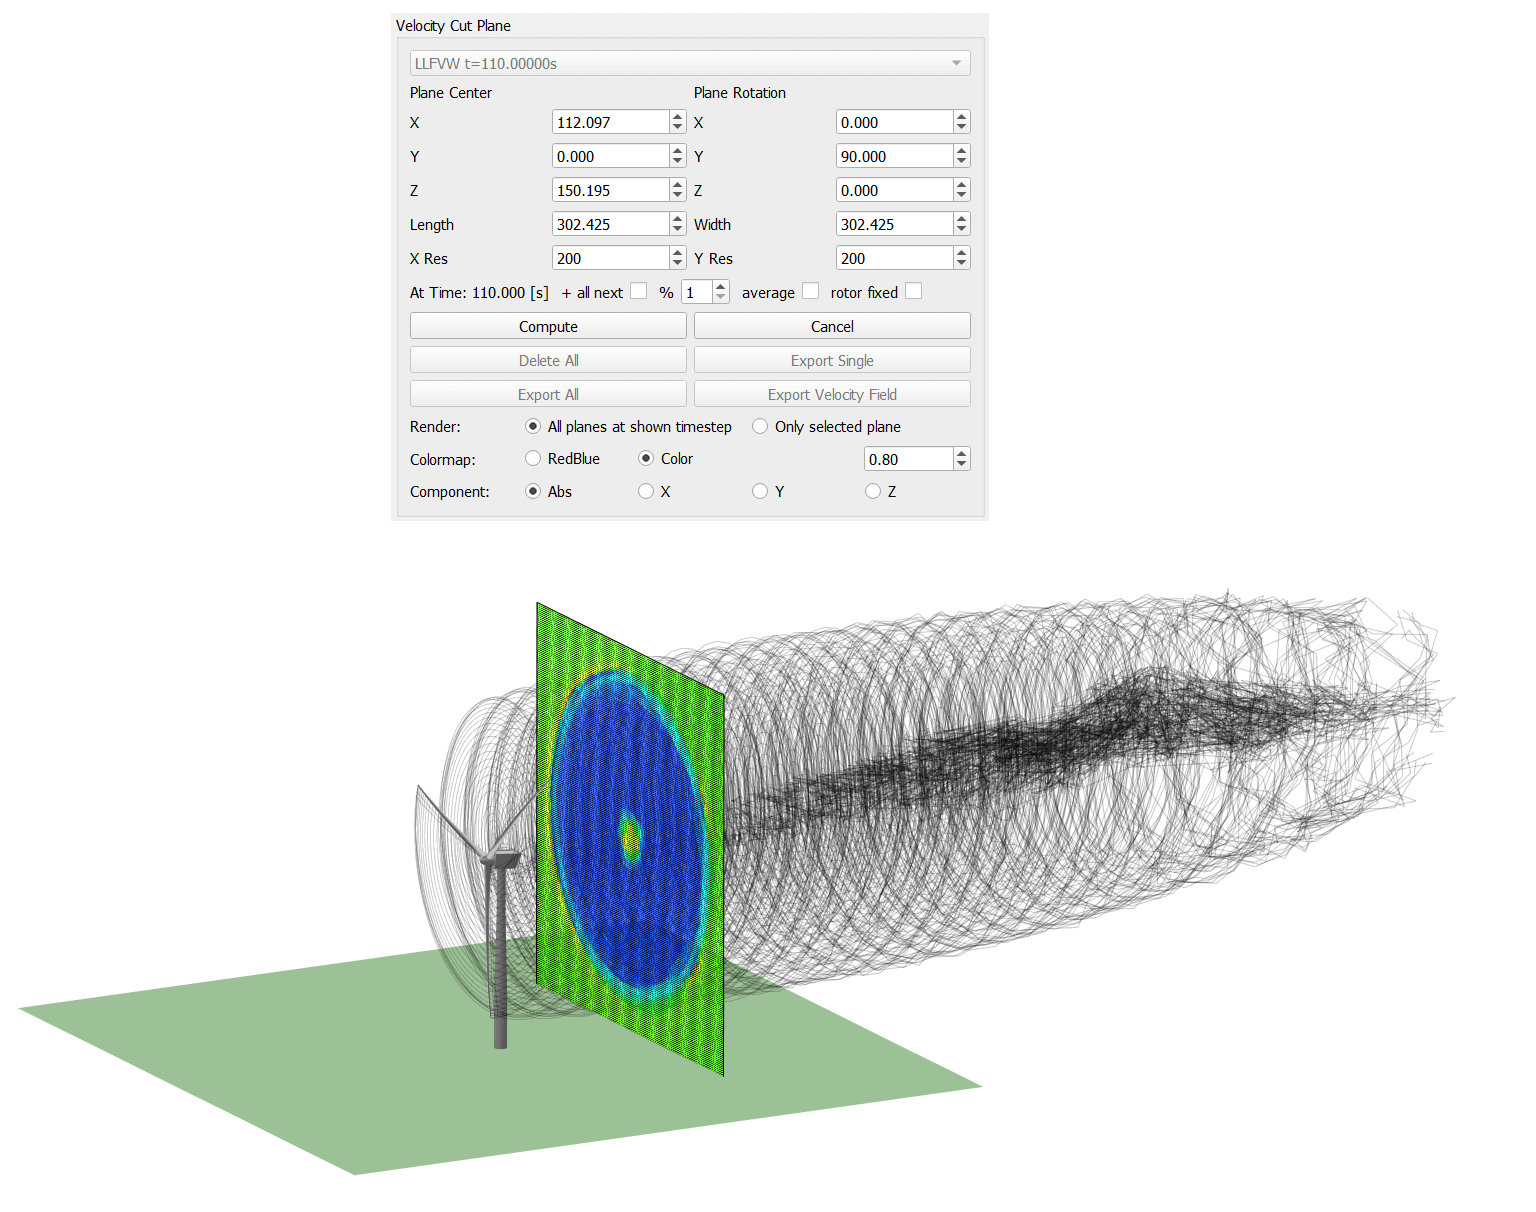 Velocity Cut Plane
LLFVW t=110.00000s
Plane Center Plane Rotation
X 112.097 X 0.000
Y 0.000 Y 90.000
Z 150.195 Z 0.000
Length 302.425 Width 302.425
X Res 200 Y Res 200
At Time: 110.000 [s] + all next % 1 average rotor fixed
Compute Cancel
Delete All Export Single
Export All Export Velocity Field
Render: All planes at shown timestep Only selected plane
Colormap: RedBlue Color 0.80
Component: Abs X Y Z